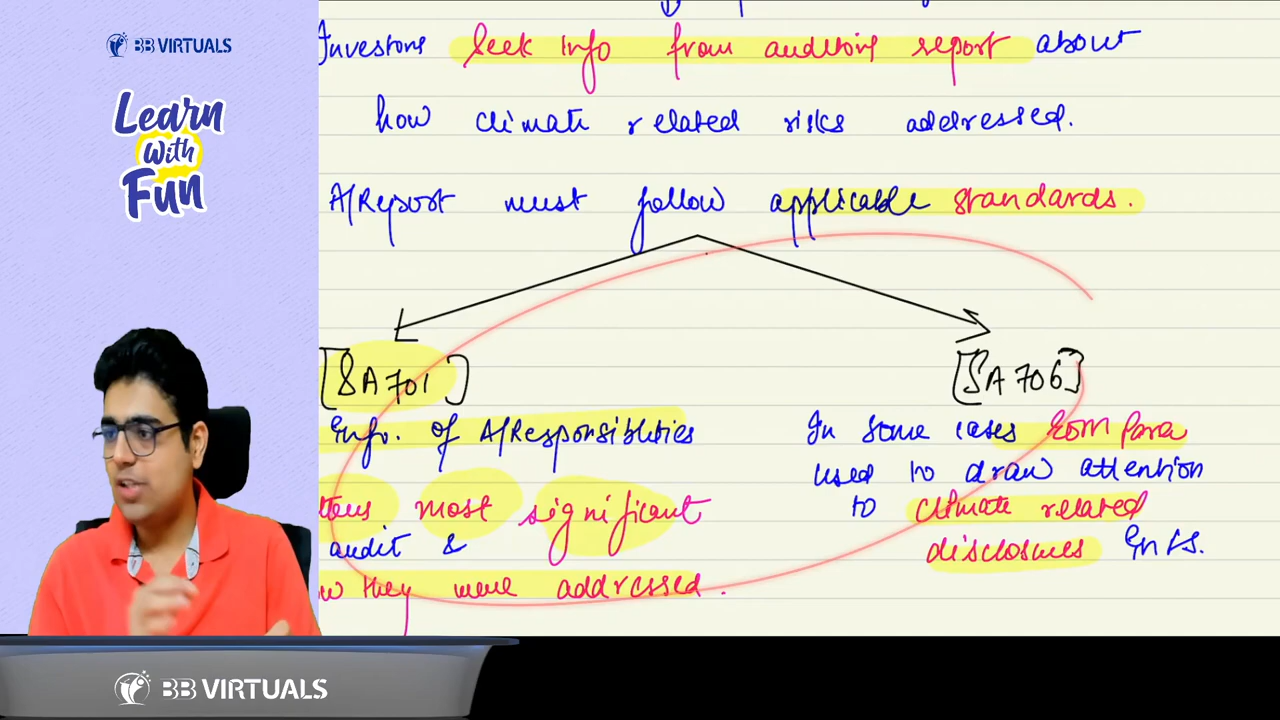 BB VIRTUALS
Learn
With
Fun
Investors Seek Info from auditors report about
how climate related risks addressed.
A/Report must follow applicable standards.
[SA 701]
Info. of A/Responsiblities
most significant
audit &
they were addressed.
[SA 706]
In some cases EOM Para
used to draw attention
to climate related
disclosures in FS.
BB VIRTUALS